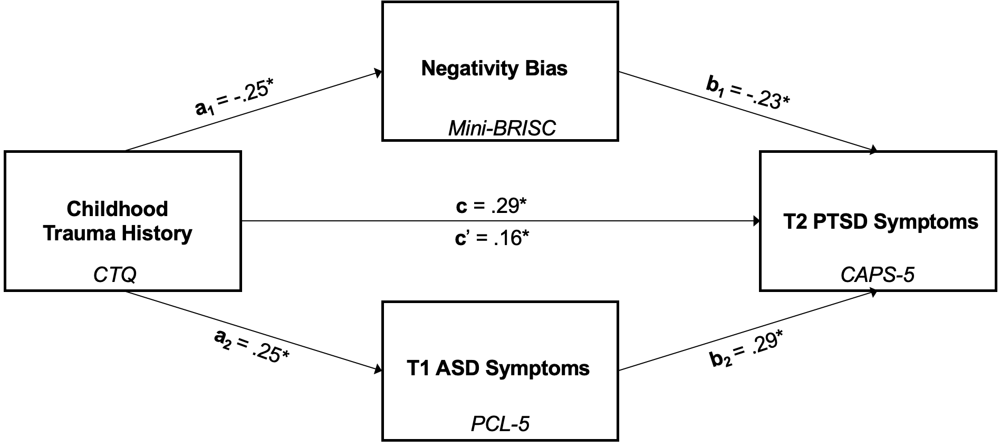 Negativity Bias
Mini-BRISC
a1 = -.25*
b1 = -.23*
Childhood
Trauma History
CTQ
c = .29*
c’ = .16*
T2 PTSD Symptoms
CAPS-5
a2 = .25*
b2 = .29*
T1 ASD Symptoms
PCL-5